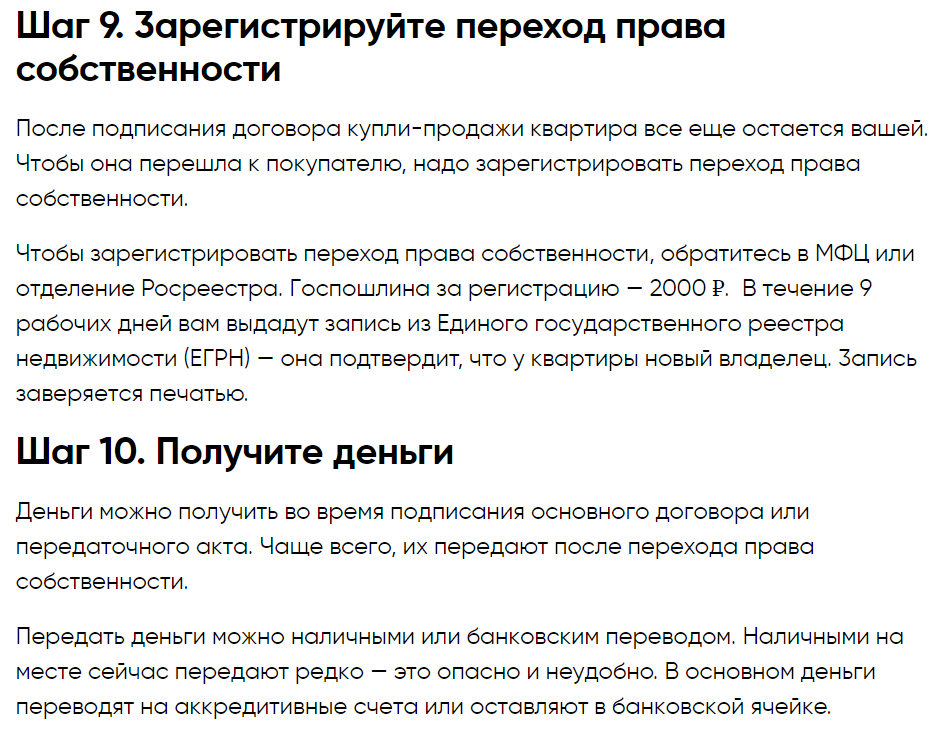 Шаг 9. Зарегистрируйте переход права
собственности
После подписания договора купли-продажи квартира все еще остается вашей.
Чтобы она перешла к покупателю, надо зарегистрировать переход права
собственности.
Чтобы зарегистрировать переход права собственности, обратитесь в МФЦ или
отделение Росреестра. Госпошлина за регистрацию — 2000 ₽. В течение 9
рабочих дней вам выдадут запись из Единого государственного реестра
недвижимости (ЕГРН) — она подтвердит, что у квартиры новый владелец. Запись
заверяется печатью.
Шаг 10. Получите деньги
Деньги можно получить во время подписания основного договора или
передаточного акта. Чаще всего, их передают после перехода права
собственности.
Передать деньги можно наличными или банковским переводом. Наличными на
месте сейчас передают редко — это опасно и неудобно. В основном деньги
переводят на аккредитивные счета или оставляют в банковской ячейке.